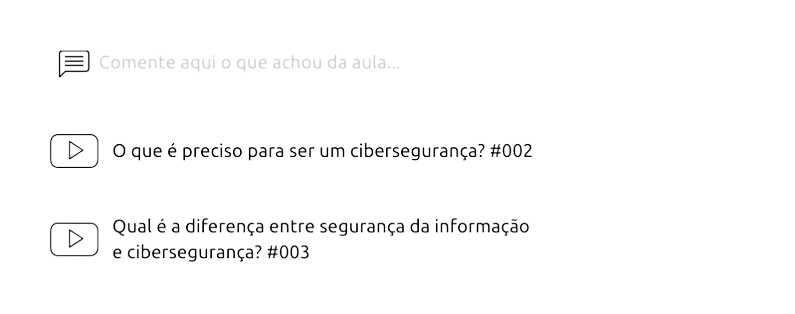 Comente aqui o que achou da aula...
O que é preciso para ser um cibersegurança? #002
Qual é a diferença entre segurança da informação
e cibersegurança? #003